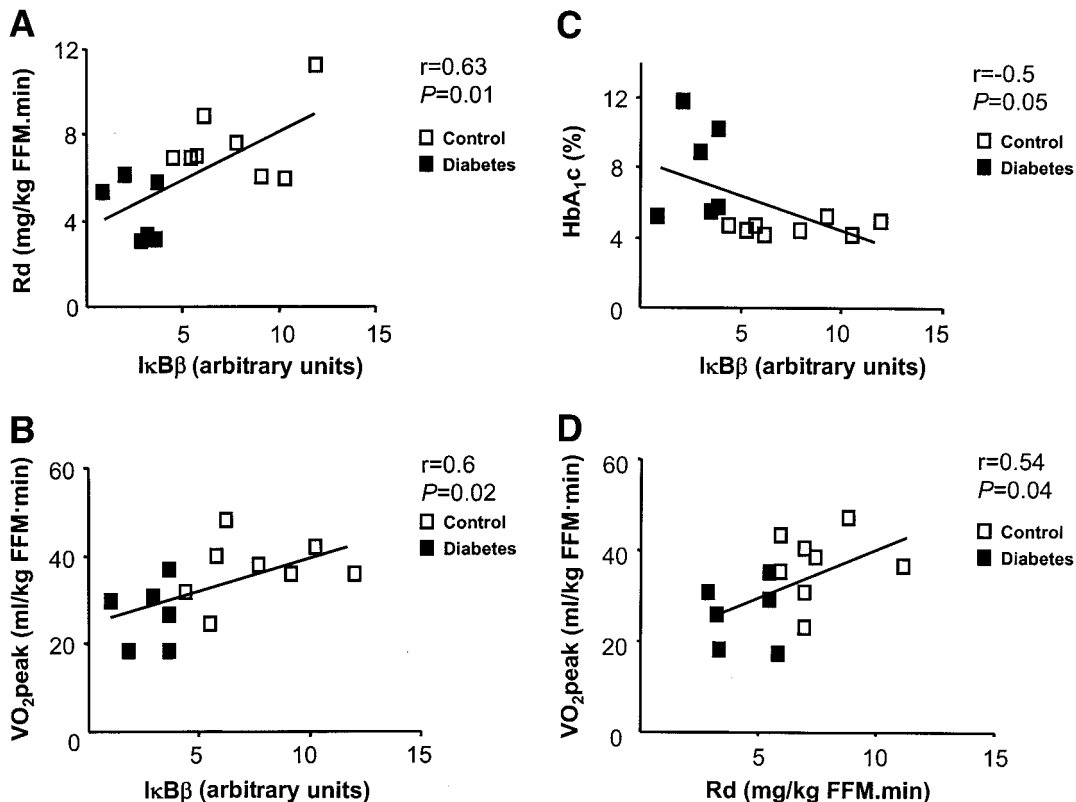 A
12
8
4
0
Rd (mg/kg FFM.min)
5
10
15
IκBβ (arbitrary units)
r=0.63
P=0.01
Control
Diabetes
C
12
8
4
0
HbA₁c (%)
5
10
15
IκBβ (arbitrary units)
r=-0.5
P=0.05
Control
Diabetes
B
60
40
20
0
VO₂peak (ml/kg FFM·min)
5
10
15
IκBβ (arbitrary units)
r=0.6
P=0.02
Control
Diabetes
D
60
40
20
0
VO₂peak (ml/kg FFM·min)
5
10
15
Rd (mg/kg FFM.min)
r=0.54
P=0.04
Control
Diabetes